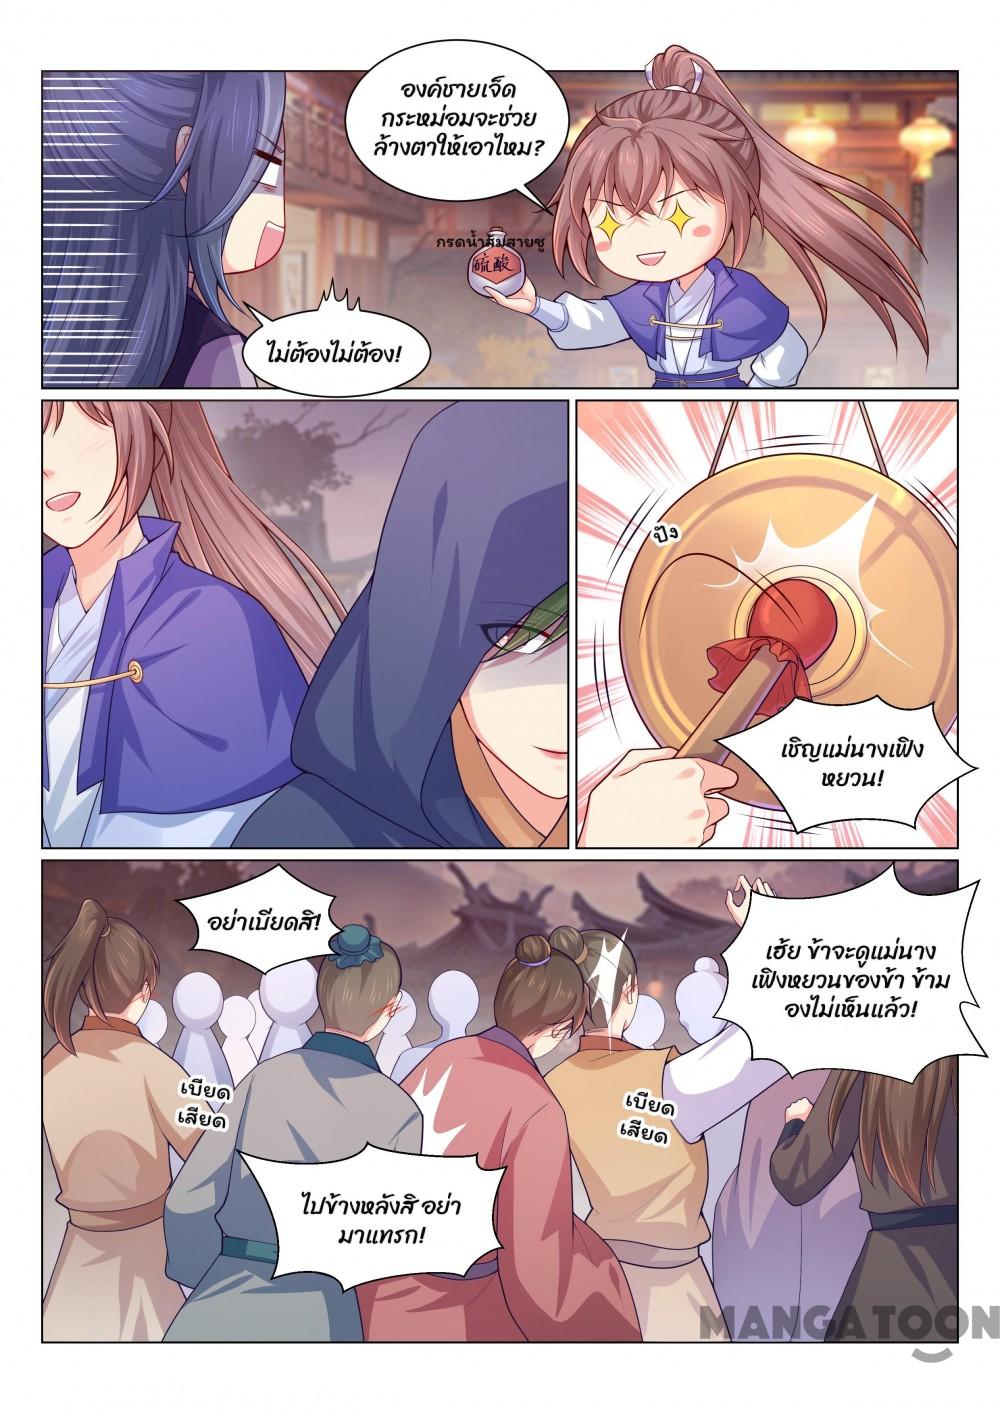 องค์ชายเจ็ด
กระหม่อมจะช่วย
ล้างตาให้เอาไหม?
กรดน้ำส้มสายชู
硫酸
ไม่ต้องไม่ต้อง!
ปัง
เชิญแม่นางเฟิง
หยวน!
อย่าเบียดสิ!
เฮ้ย ข้าจะดูแม่นาง
เฟิงหยวนของข้า ข้าม
องไม่เห็นแล้ว!
เบียด
เสียด
เบียด
เสียด
ไปข้างหลังสิ อย่า
มาแทรก!
MANGATOON